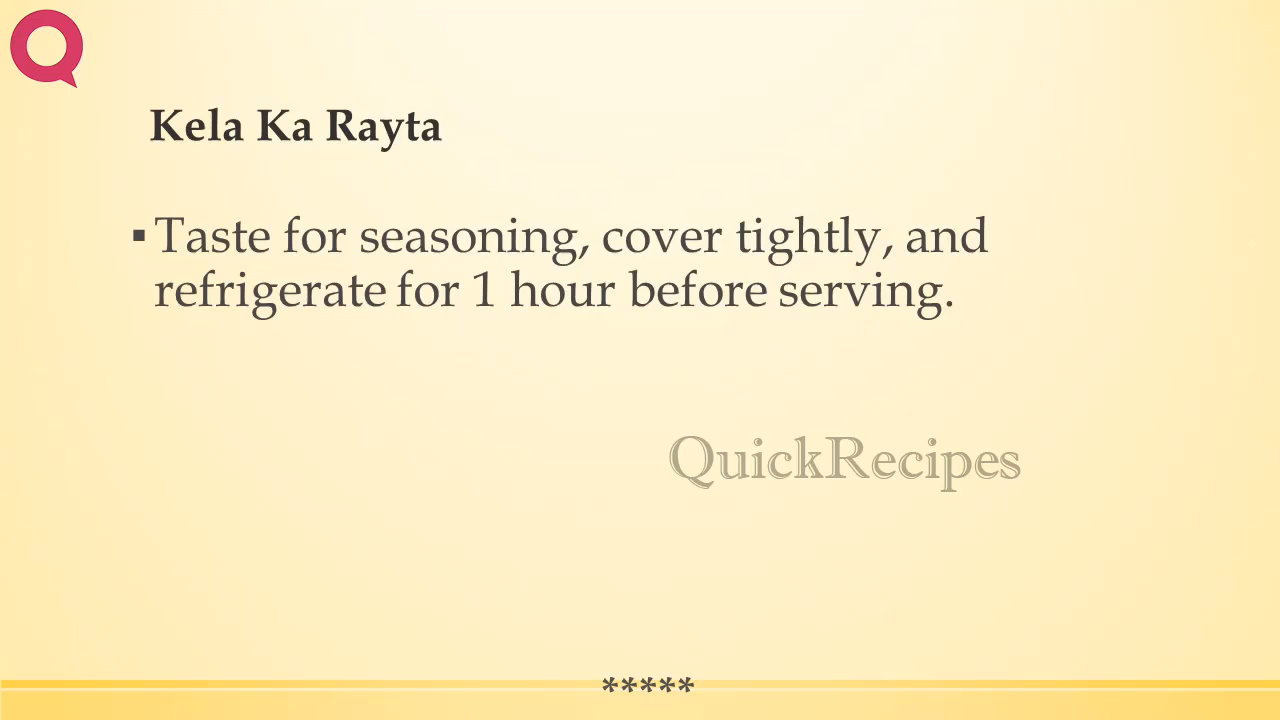 Kela Ka Rayta
▪ Taste for seasoning, cover tightly, and
refrigerate for 1 hour before serving.
QuickRecipes
*****